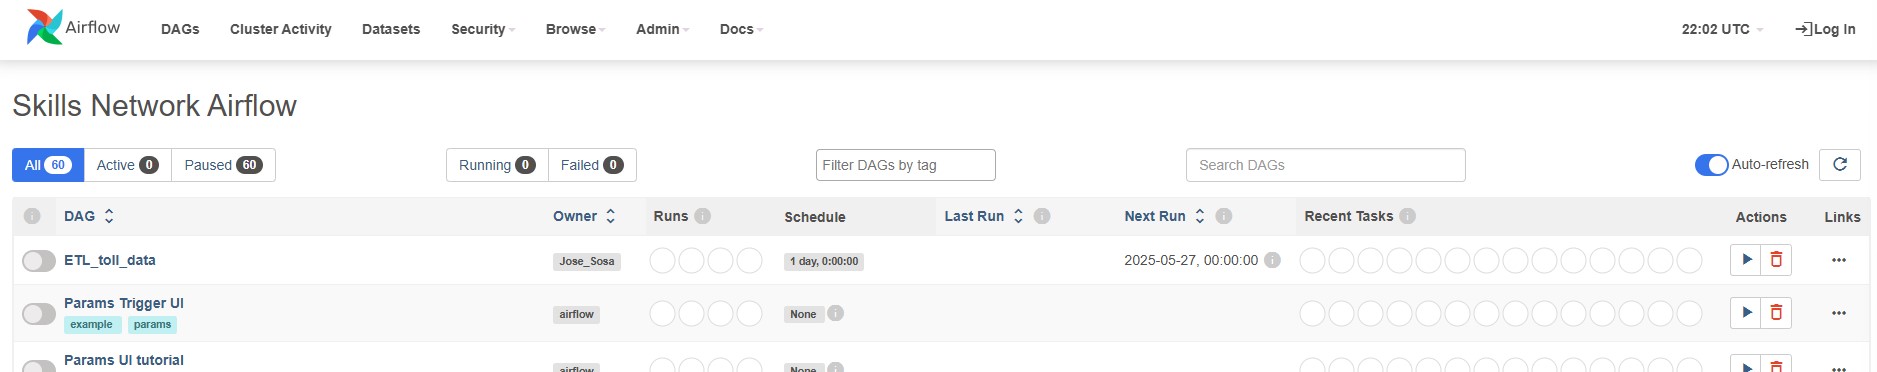 Airflow DAGs Cluster Activity Datasets Security Browse Admin Docs 22:02 UTC Log In
Skills Network Airflow
All 60 Active 0 Paused 60 Running 0 Failed 0 Filter DAGs by tag Search DAGs Auto-refresh
DAG Owner Runs Schedule Last Run Next Run Recent Tasks Actions Links
ETL_toll_data Jose_Sosa 1 day, 0:00:00 2025-05-27, 00:00:00
Params Trigger UI
example params airflow None
Params UI tutorial
airflow None